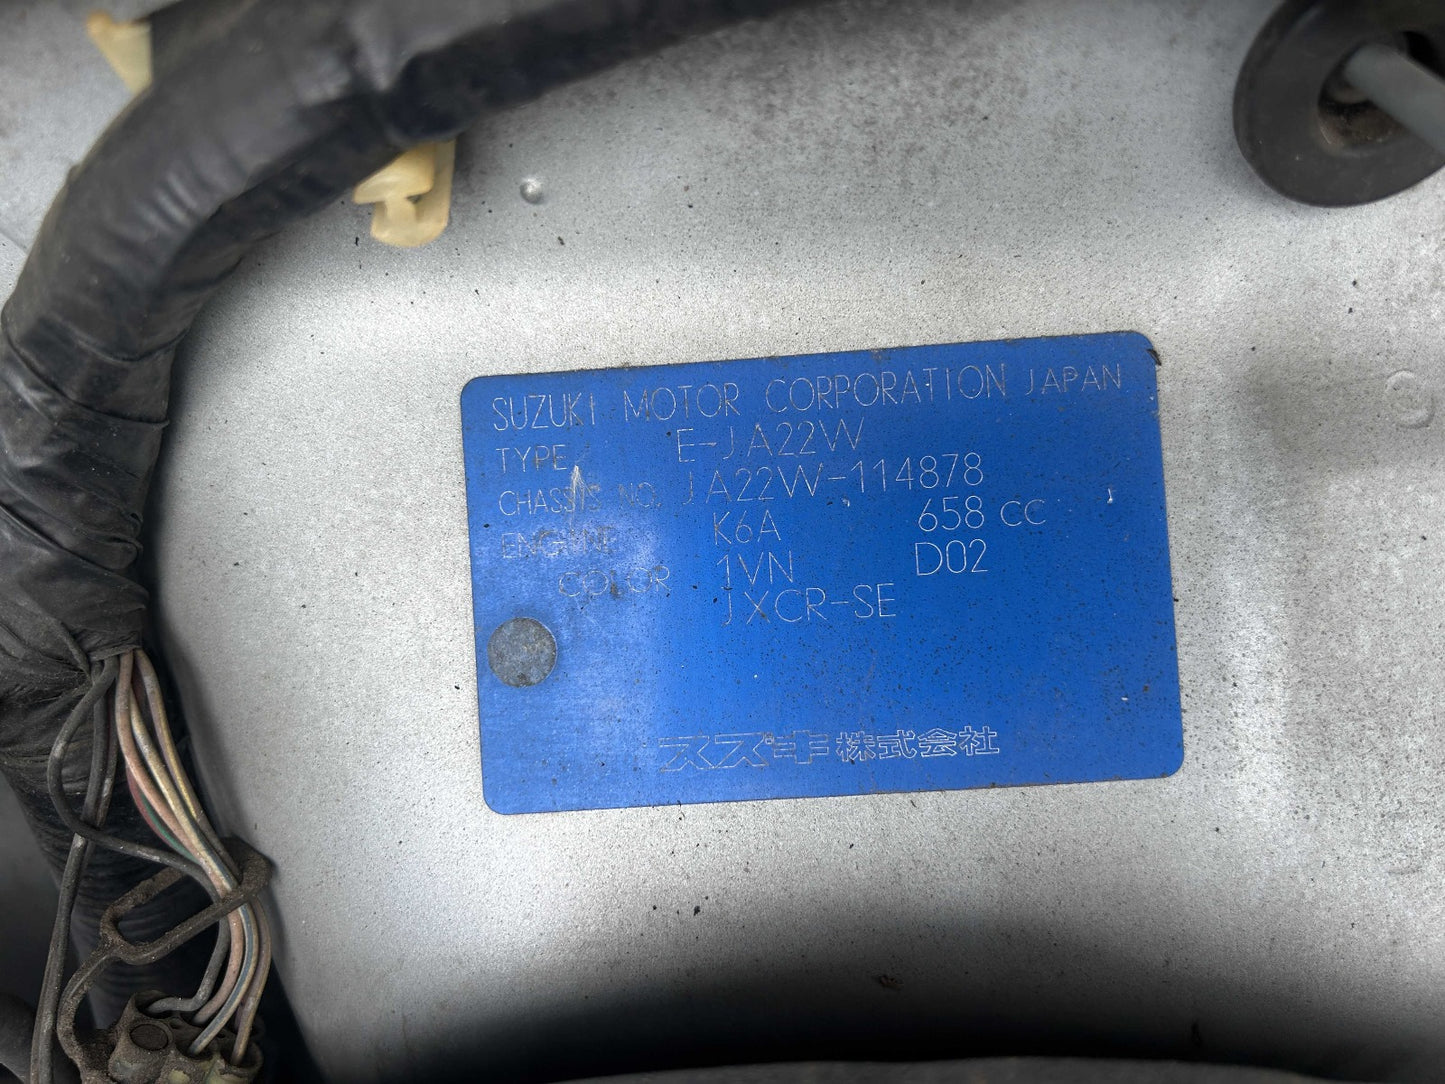 SUZUKI MOTOR CORPORATION JAPAN
TYPE E-JA22W
CHASSIS NO. JA22W-114878
ENGINE K6A 658 CC
COLOR 1VN D02
JXCR-SE
スズキ株式会社